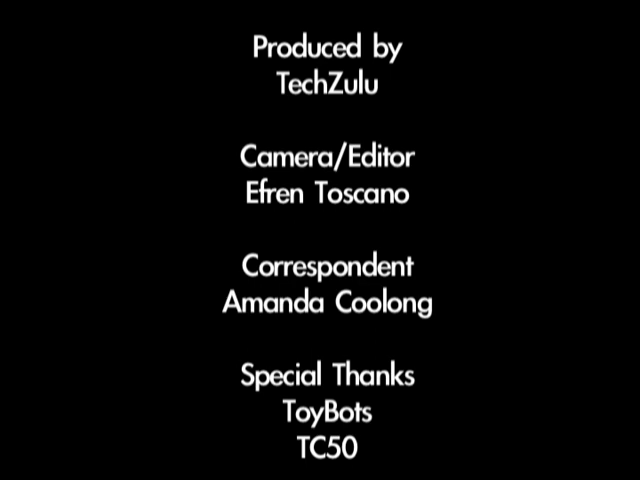 Produced by
TechZulu
Camera/Editor
Efren Toscano
Correspondent
Amanda Coolong
Special Thanks
ToyBots
TC50